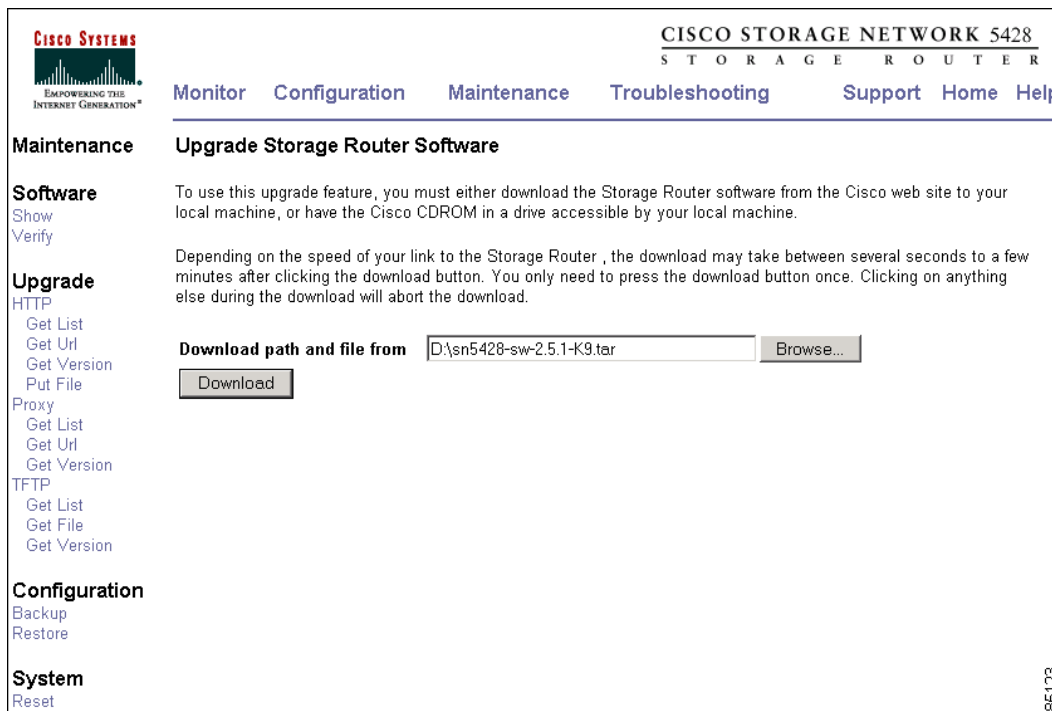 CISCO SYSTEMS
EMPOWERING THE
INTERNET GENERATION®
CISCO STORAGE NETWORK 5428
STORAGE ROUTER
Monitor Configuration Maintenance Troubleshooting Support Home Help
Maintenance
Software
Show
Verify
Upgrade
HTTP
Get List
Get Url
Get Version
Put File
Proxy
Get List
Get Url
Get Version
TFTP
Get List
Get File
Get Version
Configuration
Backup
Restore
System
Reset
Upgrade Storage Router Software
To use this upgrade feature, you must either download the Storage Router software from the Cisco web site to your
local machine, or have the Cisco CDROM in a drive accessible by your local machine.
Depending on the speed of your link to the Storage Router , the download may take between several seconds to a few
minutes after clicking the download button. You only need to press the download button once. Clicking on anything
else during the download will abort the download.
Download path and file from D:\sn5428-sw-2.5.1-K9.tar Browse...
Download
85123